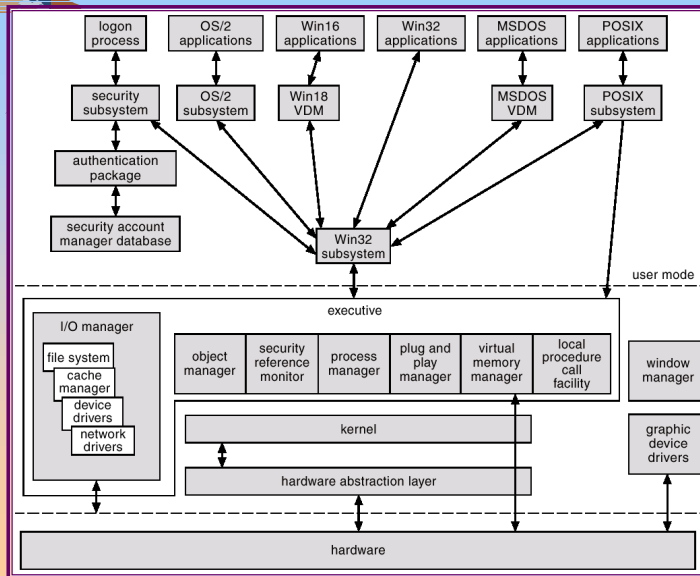 logon
process
OS/2
applications
Win16
applications
Win32
applications
MSDOS
applications
POSIX
applications
security
subsystem
OS/2
subsystem
Win18
VDM
MSDOS
VDM
POSIX
subsystem
authentication
package
security account
manager database
Win32
subsystem
user mode
executive
I/O manager
file system
cache
manager
device
drivers
network
drivers
object
manager
security
reference
monitor
process
manager
plug and
play
manager
virtual
memory
manager
local
procedure
call
facility
window
manager
kernel
graphic
device
drivers
hardware abstraction layer
hardware